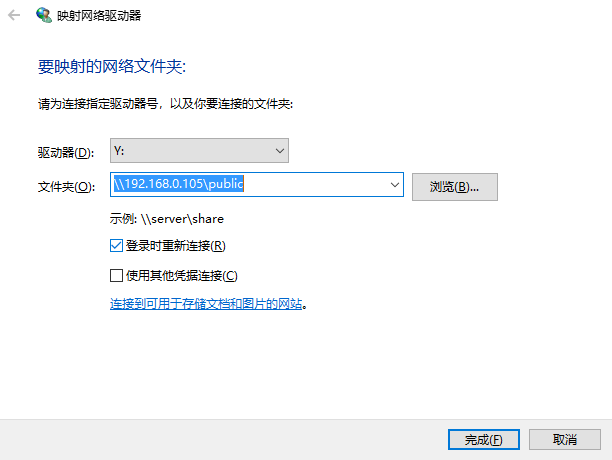 映射网络驱动器
要映射的网络文件夹:
请为连接指定驱动器号，以及你要连接的文件夹:
驱动器(D): Y:
文件夹(O): \\192.168.0.105\public 浏览(B)...
示例: \\server\share
登录时重新连接(R)
使用其他凭据连接(C)
连接到可用于存储文档和图片的网站。
完成(F) 取消